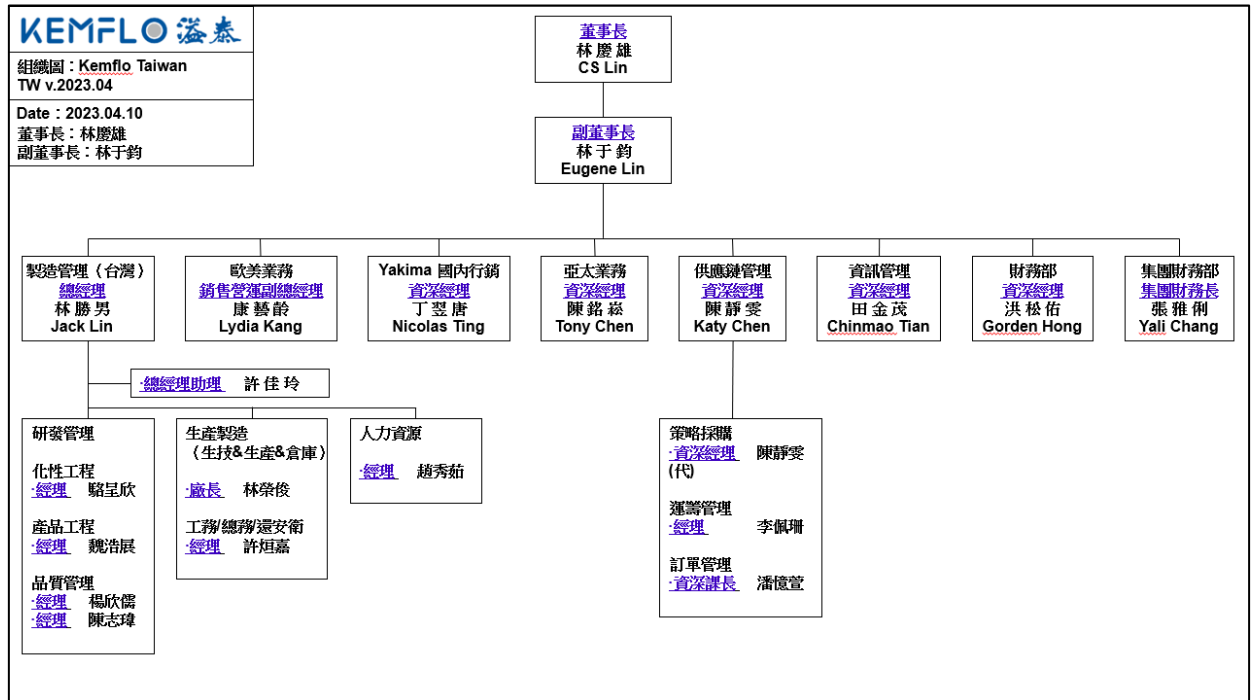 KEMFLO 溢泰
組織圖：Kemflo Taiwan
TW v.2023.04
Date：2023.04.10
董事長：林慶雄
副董事長：林于鈞
董事長
林慶雄
CS Lin
副董事長
林于鈞
Eugene Lin
製造管理（台灣）
總經理
林勝男
Jack Lin
歐美業務
銷售營運副總經理
康藝齡
Lydia Kang
Yakima 國內行銷
資深經理
丁翌唐
Nicolas Ting
亞太業務
資深經理
陳銘崧
Tony Chen
供應鏈管理
資深經理
陳靜雯
Katy Chen
資訊管理
資深經理
田金茂
Chinmao Tian
財務部
資深經理
洪松佑
Gorden Hong
集團財務部
集團財務長
張雅俐
Yali Chang
·總經理助理 許佳玲
研發管理
化性工程
·經理 駱呈欣
產品工程
·經理 魏浩展
品質管理
·經理 楊欣儒
·經理 陳志瑋
生產製造
（生技&生產&倉庫）
·廠長 林榮俊
工務/總務/環安衛
·經理 許烜嘉
人力資源
·經理 趙秀茹
策略採購
·資深經理 陳靜雯
(代)
運籌管理
·經理 李佩珊
訂單管理
·資深課長 潘億萱